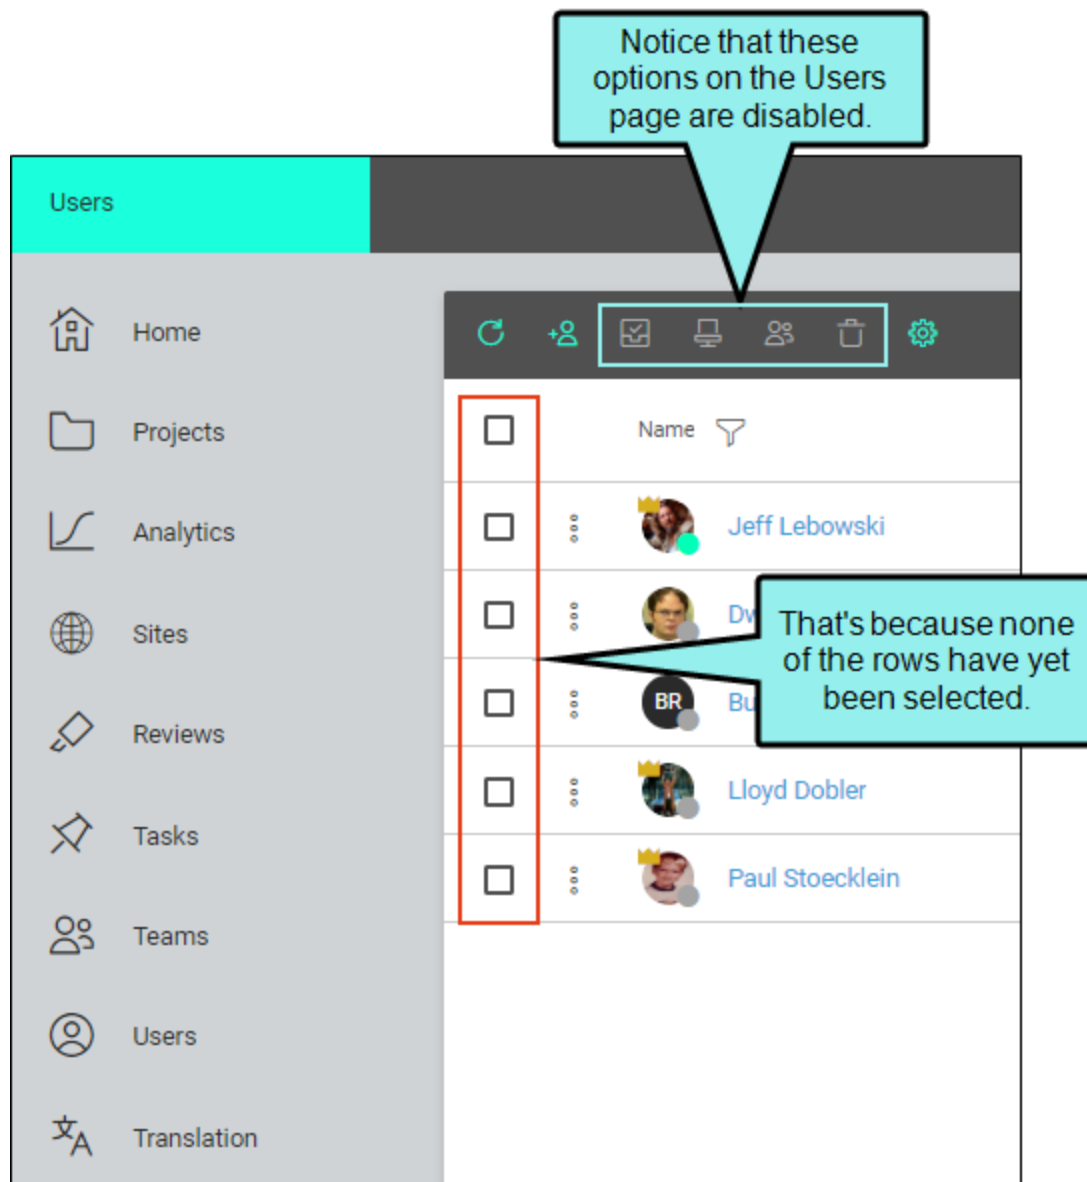 Notice that these
options on the Users
page are disabled.
Users
Home
Projects
Analytics
Sites
Reviews
Tasks
Teams
Users
Translation
Name
Jeff Lebowski
That's because none
of the rows have yet
been selected.
BR
Lloyd Dobler
Paul Stoecklein